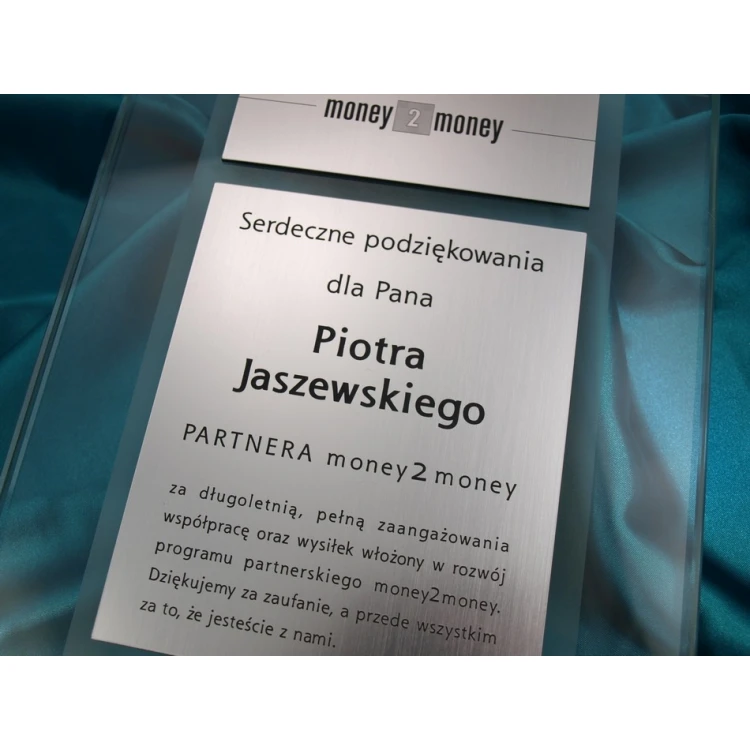 money 2 money
Serdeczne podziękowania
dla Pana
Piotra
Jaszewskiego
PARTNERA money2money
za długoletnią, pełną zaangażowania
współpracę oraz wysiłek włożony w rozwój
programu partnerskiego money2money.
Dziękujemy za zaufanie, a przede wszystkim
za to, że jesteście z nami.